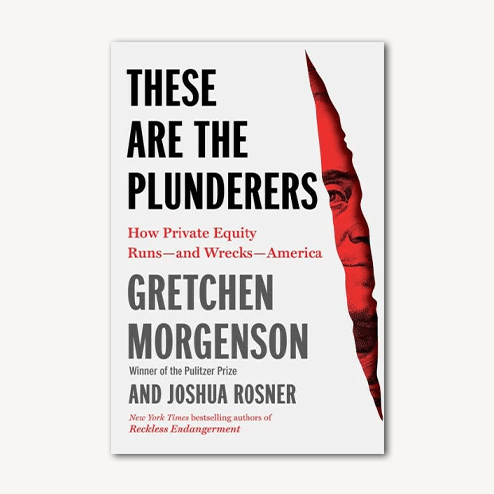 THESE
ARE THE
PLUNDERERS
How Private Equity
Runs—and Wrecks—America
GRETCHEN
MORGENSON
Winner of the Pulitzer Prize
AND JOSHUA ROSNER
New York Times bestselling authors of
Reckless Endangerment